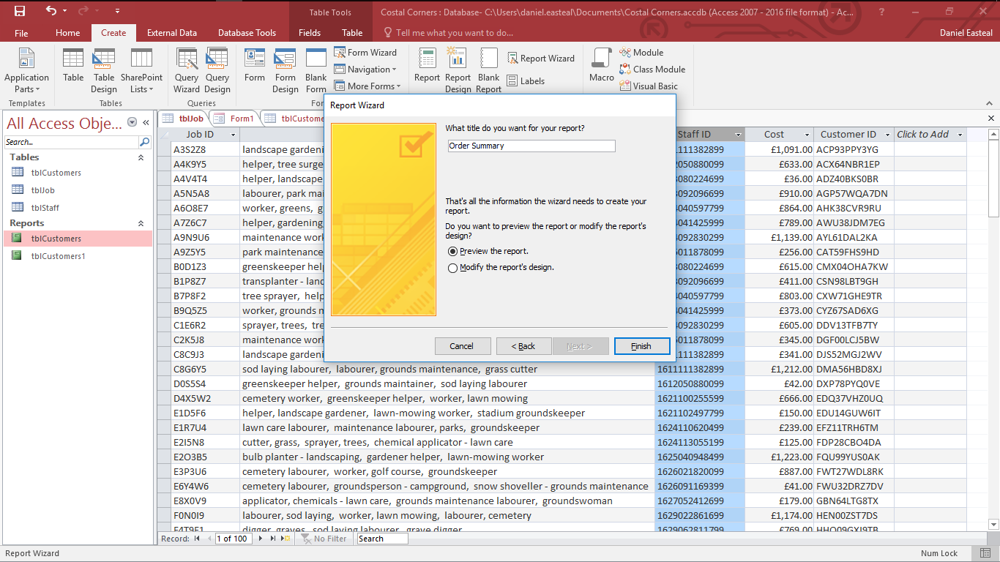 Table Tools
Costal Corners : Database- C:\Users\daniel.easteal\Documents\Costal Corners.accdb (Access 2007 - 2016 file format) - Ac...
?
File Home Create External Data Database Tools Fields Table Tell me what you want to do... Daniel Easteal
Application Parts
Table
Table Design
SharePoint Lists
Query Wizard
Query Design
Form
Form Design
Blank Form
Form Wizard
Navigation
More Forms
Report
Report Design
Blank Report
Report Wizard
Labels
Macro
Module
Class Module
Visual Basic
Templates Tables Queries
All Access Obje...
Search...
Tables
tblCustomers
tblJob
tblStaff
Reports
tblCustomers
tblCustomers1
tblJob Form1 tblCustome
Job ID Staff ID Cost Customer ID Click to Add
A3S2Z8 landscape gardeni 111382899 £1,091.00 ACP93PPY3YG
A4K9Y5 helper, tree surge 050880099 £633.00 ACX64NBR1EP
A4V4T4 helper, landscape 080224699 £36.00 ADZ40BKS0BR
A5N5A8 labourer, park mai 092096699 £910.00 AGP57WQA7DN
A6O8E7 worker, greens, g 040597799 £864.00 AHK38CVR9RU
A7Z6C7 helper, gardening 041425999 £789.00 AWU38JDM7EG
A9N9U6 maintenance work 092830299 £1,139.00 AYL61DAL2KA
A9Z5Y5 park maintenance 011878099 £256.00 CAT59FHS9HD
B0D1Z3 greenskeeper help 080224699 £615.00 CMX04OHA7KW
B1P8Z7 transplanter - land 092096699 £411.00 CSN98LBT9GH
B7P8F2 tree sprayer, help 040597799 £803.00 CXW71GHE9TR
B9Q5Z5 worker, grounds m 041425999 £373.00 CYZ67SAD6XG
C1E6R2 sprayer, trees, tre 092830299 £605.00 DDV13TFB7TY
C2K5J8 maintenance work 011878099 £345.00 DGF00LCJ5BW
C8C9J3 landscape gardeni 111382899 £341.00 DJS52MGJ2WV
C8G6Y5 sod laying labourer, labourer, grounds maintenance, grass cutter 1611111382899 £1,212.00 DMA56HBD8XJ
D0S5S4 greenskeeper helper, grounds maintainer, sod laying labourer 1612050880099 £42.00 DXP78PYQ0VE
D4X5W2 cemetery worker, greenskeeper helper, worker, lawn mowing 1621100255599 £666.00 EDQ37VHZ0UQ
E1D5F6 helper, landscape gardener, lawn-mowing worker, stadium groundskeeper 1621102497799 £150.00 EDU14GUW6IT
E1R7U4 lawn care labourer, maintenance labourer, parks, groundskeeper 1624110620499 £239.00 EFZ11TRH6TM
E2I5N8 cutter, grass, sprayer, trees, chemical applicator - lawn care 1624113055199 £125.00 FDP28CBO4DA
E2O3B5 bulb planter - landscaping, gardener helper, lawn-mowing worker 1625040948499 £1,223.00 FQU99YUS0AK
E3P3U6 cemetery labourer, worker, golf course, groundskeeper 1626021820099 £887.00 FWT27WDL8RK
E6Y4W6 cemetery labourer, groundsperson - campground, snow shoveller - grounds maintenance 1626091169399 £41.00 FWU32DRZ7DV
E8X0V9 applicator, chemicals - lawn care, grounds maintenance labourer, groundswoman 1627052412699 £179.00 GBN64LTG8TX
F0N0I9 labourer, sod laying, worker, lawn mowing, labourer, cemetery 1629022861099 £1,174.00 HEN00ZST7DS
digger, graves, sod laying labourer, grave digger 1629062811799 £769.00
Report Wizard
What title do you want for your report?
Order Summary
That's all the information the wizard needs to create your
report.
Do you want to preview the report or modify the report's
design?
Preview the report.
Modify the report's design.
Cancel < Back Next > Finish
Record: 1 of 100 No Filter Search
Report Wizard Num Lock